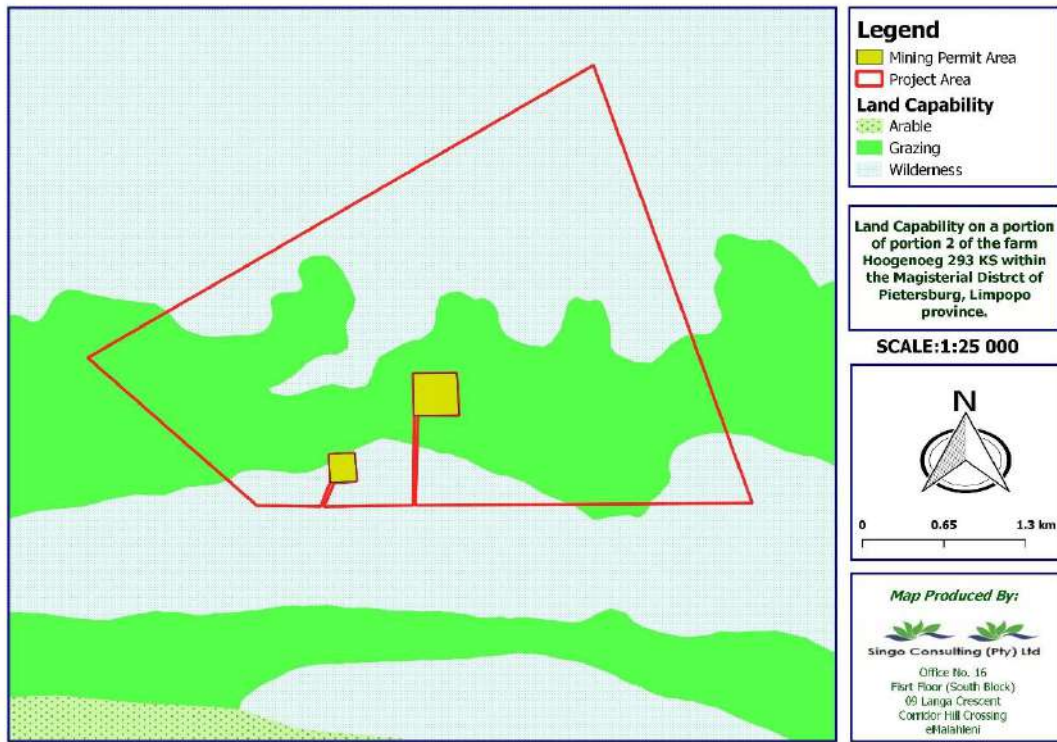 Legend
Mining Permit Area
Project Area
Land Capability
Arable
Grazing
Wilderness
Land Capability on a portion
of portion 2 of the farm
Hoogenoeg 293 KS within
the Magisterial Distrct of
Pietersburg, Limpopo
province.
SCALE:1:25 000
N
0 0.65 1.3 km
Map Produced By:
Singo Consulting (Pty) Ltd
Office No. 16
Fisrt Floor (South Block)
09 Langa Crescent
Corridor Hill Crossing
eMalahleni